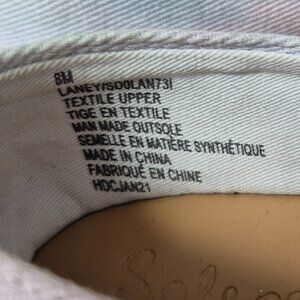 8M
LANEY/SD0LAN73I
TEXTILE UPPER
TIGE EN TEXTILE
MAN MADE OUTSOLE
SEMELLE EN MATIÈRE SYNTHÉTIQUE
MADE IN CHINA
FABRIQUÉ EN CHINE
HDCJAN21